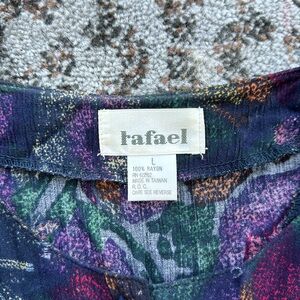 rafael
L
100% RAYON
MADE IN TAIWAN
R.O.C.
CARE SEE REVERSE